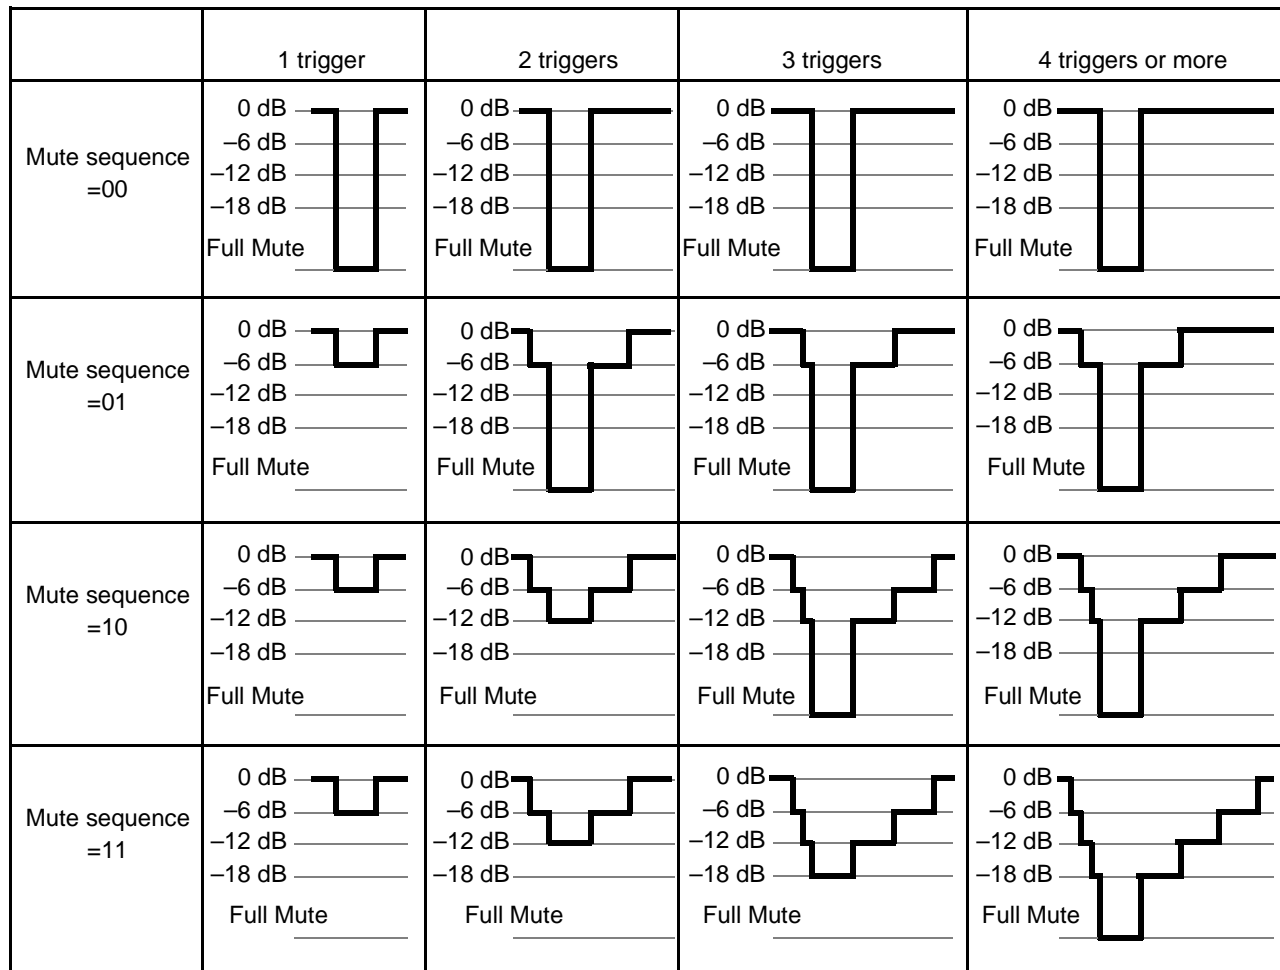 1 trigger
2 triggers
3 triggers
4 triggers or more
Mute sequence
=00
0 dB
–6 dB
–12 dB
–18 dB
Full Mute
0 dB
–6 dB
–12 dB
–18 dB
Full Mute
0 dB
–6 dB
–12 dB
–18 dB
Full Mute
0 dB
–6 dB
–12 dB
–18 dB
Full Mute
Mute sequence
=01
0 dB
–6 dB
–12 dB
–18 dB
Full Mute
0 dB
–6 dB
–12 dB
–18 dB
Full Mute
0 dB
–6 dB
–12 dB
–18 dB
Full Mute
0 dB
–6 dB
–12 dB
–18 dB
Full Mute
Mute sequence
=10
0 dB
–6 dB
–12 dB
–18 dB
Full Mute
0 dB
–6 dB
–12 dB
–18 dB
Full Mute
0 dB
–6 dB
–12 dB
–18 dB
Full Mute
0 dB
–6 dB
–12 dB
–18 dB
Full Mute
Mute sequence
=11
0 dB
–6 dB
–12 dB
–18 dB
Full Mute
0 dB
–6 dB
–12 dB
–18 dB
Full Mute
0 dB
–6 dB
–12 dB
–18 dB
Full Mute
0 dB
–6 dB
–12 dB
–18 dB
Full Mute